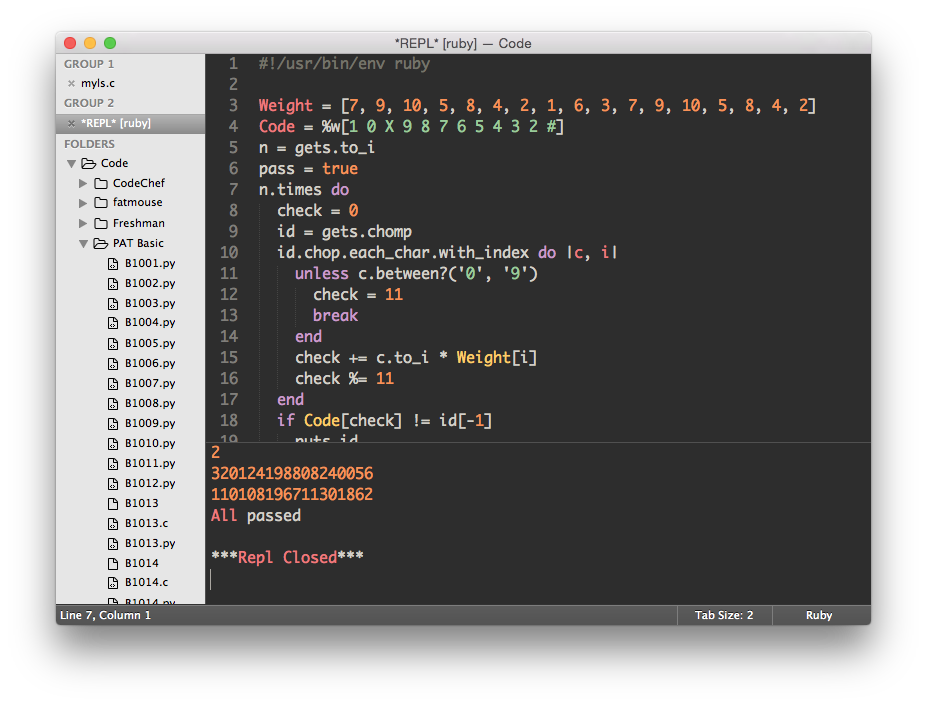 *REPL* [ruby] — Code
GROUP 1
× myls.c
GROUP 2
× *REPL* [ruby]
FOLDERS
Code
CodeChef
fatmouse
Freshman
PAT Basic
B1001.py
B1002.py
B1003.py
B1004.py
B1005.py
B1006.py
B1007.py
B1008.py
B1009.py
B1010.py
B1011.py
B1012.py
B1013
B1013.c
B1013.py
B1014
B1014.c
B1014.py
1 #!/usr/bin/env ruby
2
3 Weight = [7, 9, 10, 5, 8, 4, 2, 1, 6, 3, 7, 9, 10, 5, 8, 4, 2]
4 Code = %w[1 0 X 9 8 7 6 5 4 3 2 #]
5 n = gets.to_i
6 pass = true
7 n.times do
8 check = 0
9 id = gets.chomp
10 id.chop.each_char.with_index do |c, i|
11 unless c.between?('0', '9')
12 check = 11
13 break
14 end
15 check += c.to_i * Weight[i]
16 check %= 11
17 end
18 if Code[check] != id[-1]
19 puts id
2
320124198808240056
110108196711301862
All passed
***Repl Closed***
Line 7, Column 1
Tab Size: 2
Ruby